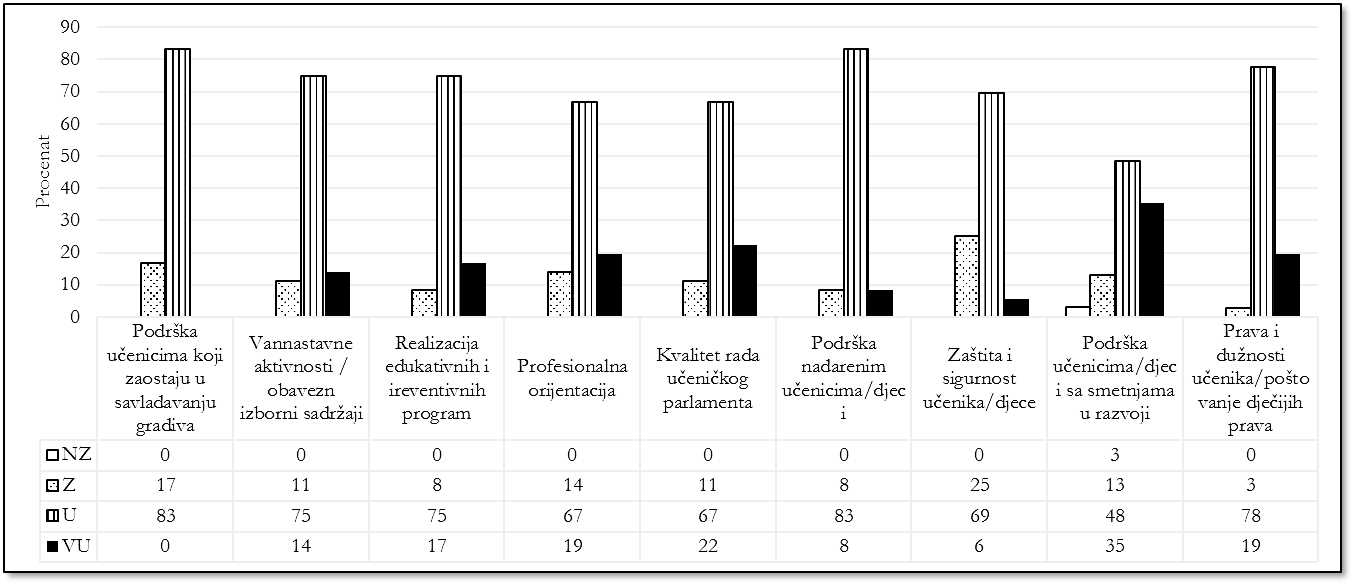 90
80
70
60
50
40
30
20
10
0
Procenat
Podrška
učenicima koji
zaostaju u
savladavanju
gradiva
Vannastavne
aktivnosti /
obavezn
izborni sadržaji
Realizacija
edukativnih i
ireventivnih
program
Profesionalna
orijentacija
Kvalitet rada
učeničkog
parlamenta
Podrška
nadarenim
učenicima/djec
i
Zaštita i
sigurnost
učenika/djece
Podrška
učenicima/djec
i sa smetnjama
u razvoji
Prava i
dužnosti
učenika/pošto
vanje dječijih
prava
NZ 0 0 0 0 0 0 0 3 0
Z 17 11 8 14 11 8 25 13 3
U 83 75 75 67 67 83 69 48 78
VU 0 14 17 19 22 8 6 35 19